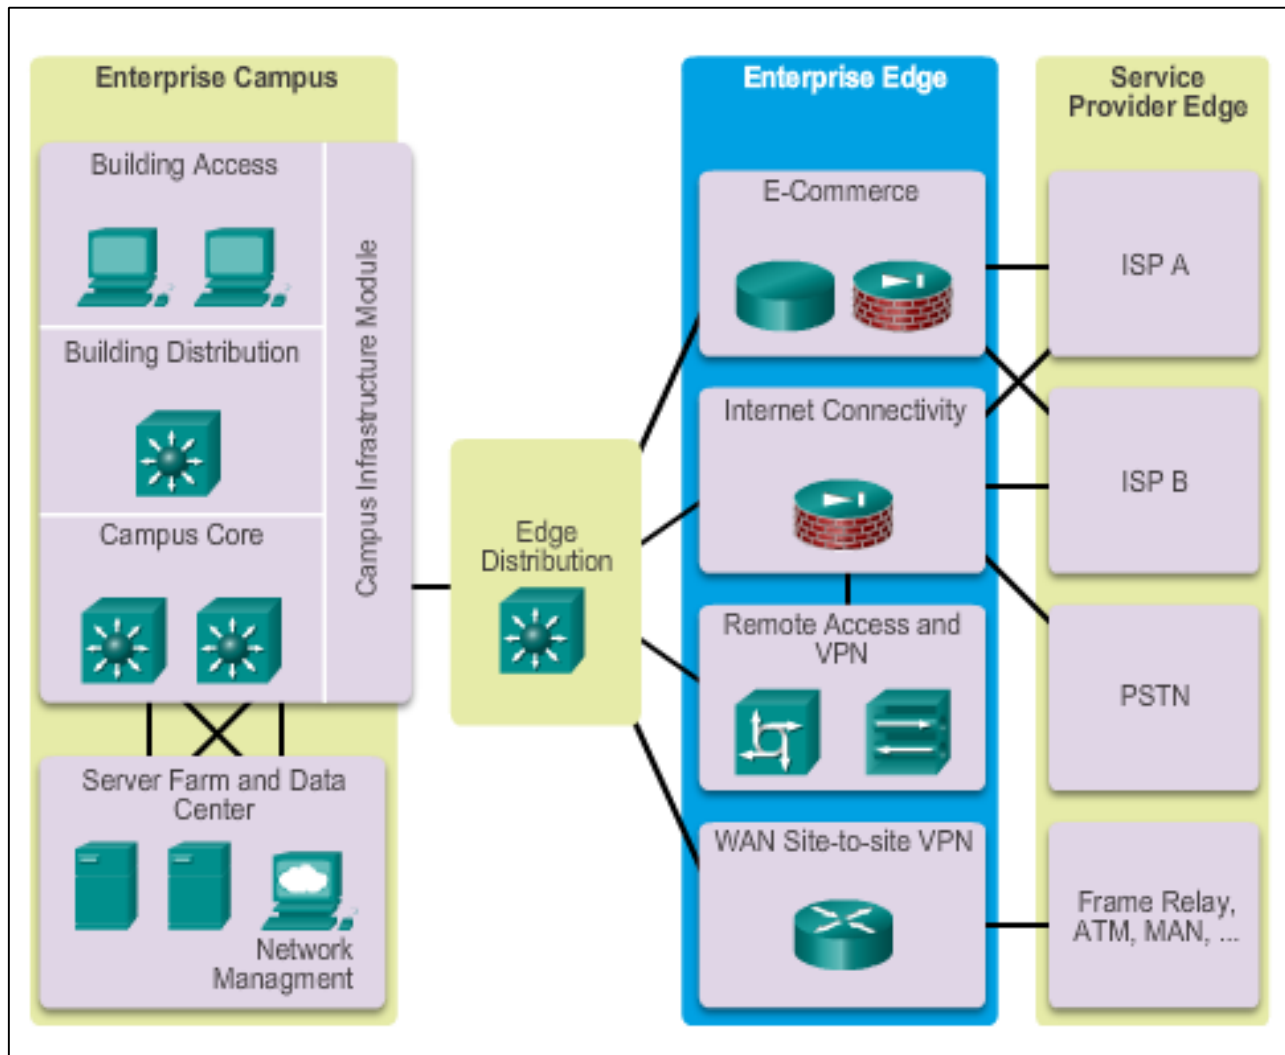 Enterprise Campus
Building Access
Building Distribution
Campus Core
Campus Infrastructure Module
Server Farm and Data
Center
Network
Managment
Edge
Distribution
Enterprise Edge
E-Commerce
Internet Connectivity
Remote Access and
VPN
WAN Site-to-site VPN
Service
Provider Edge
ISP A
ISP B
PSTN
Frame Relay,
ATM, MAN, ...